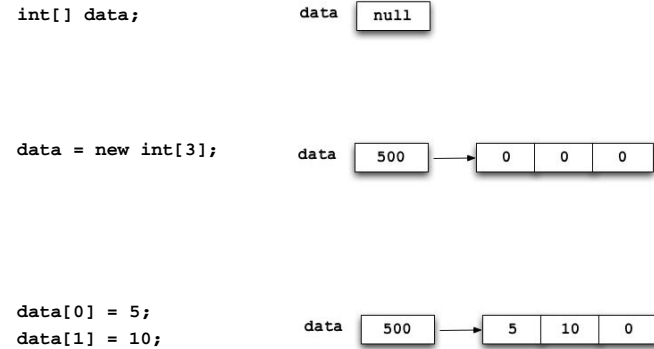 int[] data;
data null
data = new int[3];
data 500 0 0 0
data[0] = 5;
data 500 5 10 0
data[1] = 10;